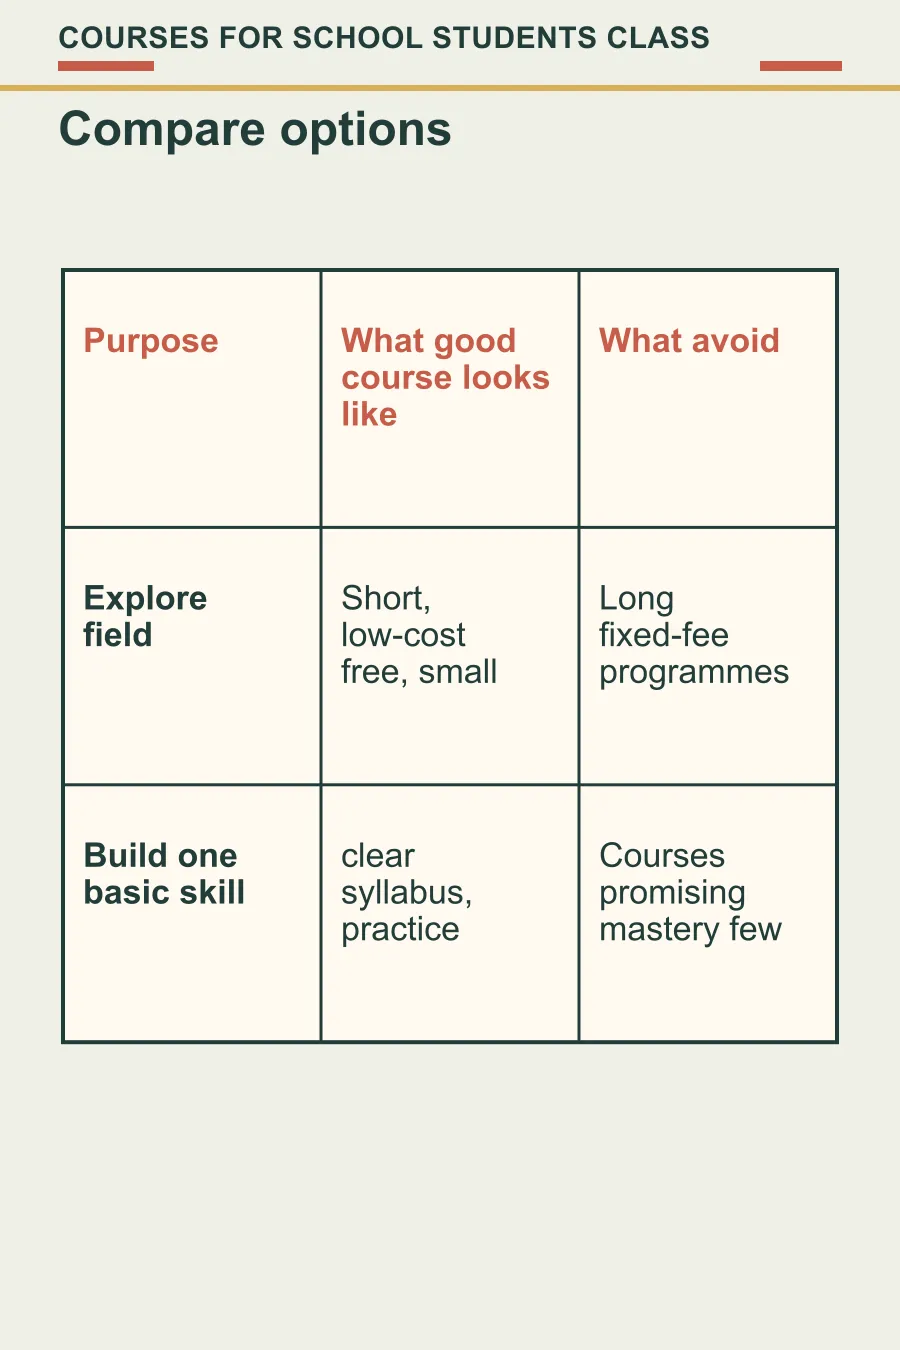 COURSES FOR SCHOOL STUDENTS CLASS
Compare options
Purpose
What good
course looks
like
What avoid
Explore
field
Short,
low-cost
free, small
Long
fixed-fee
programmes
Build one
basic skill
clear
syllabus,
practice
Courses
promising
mastery few